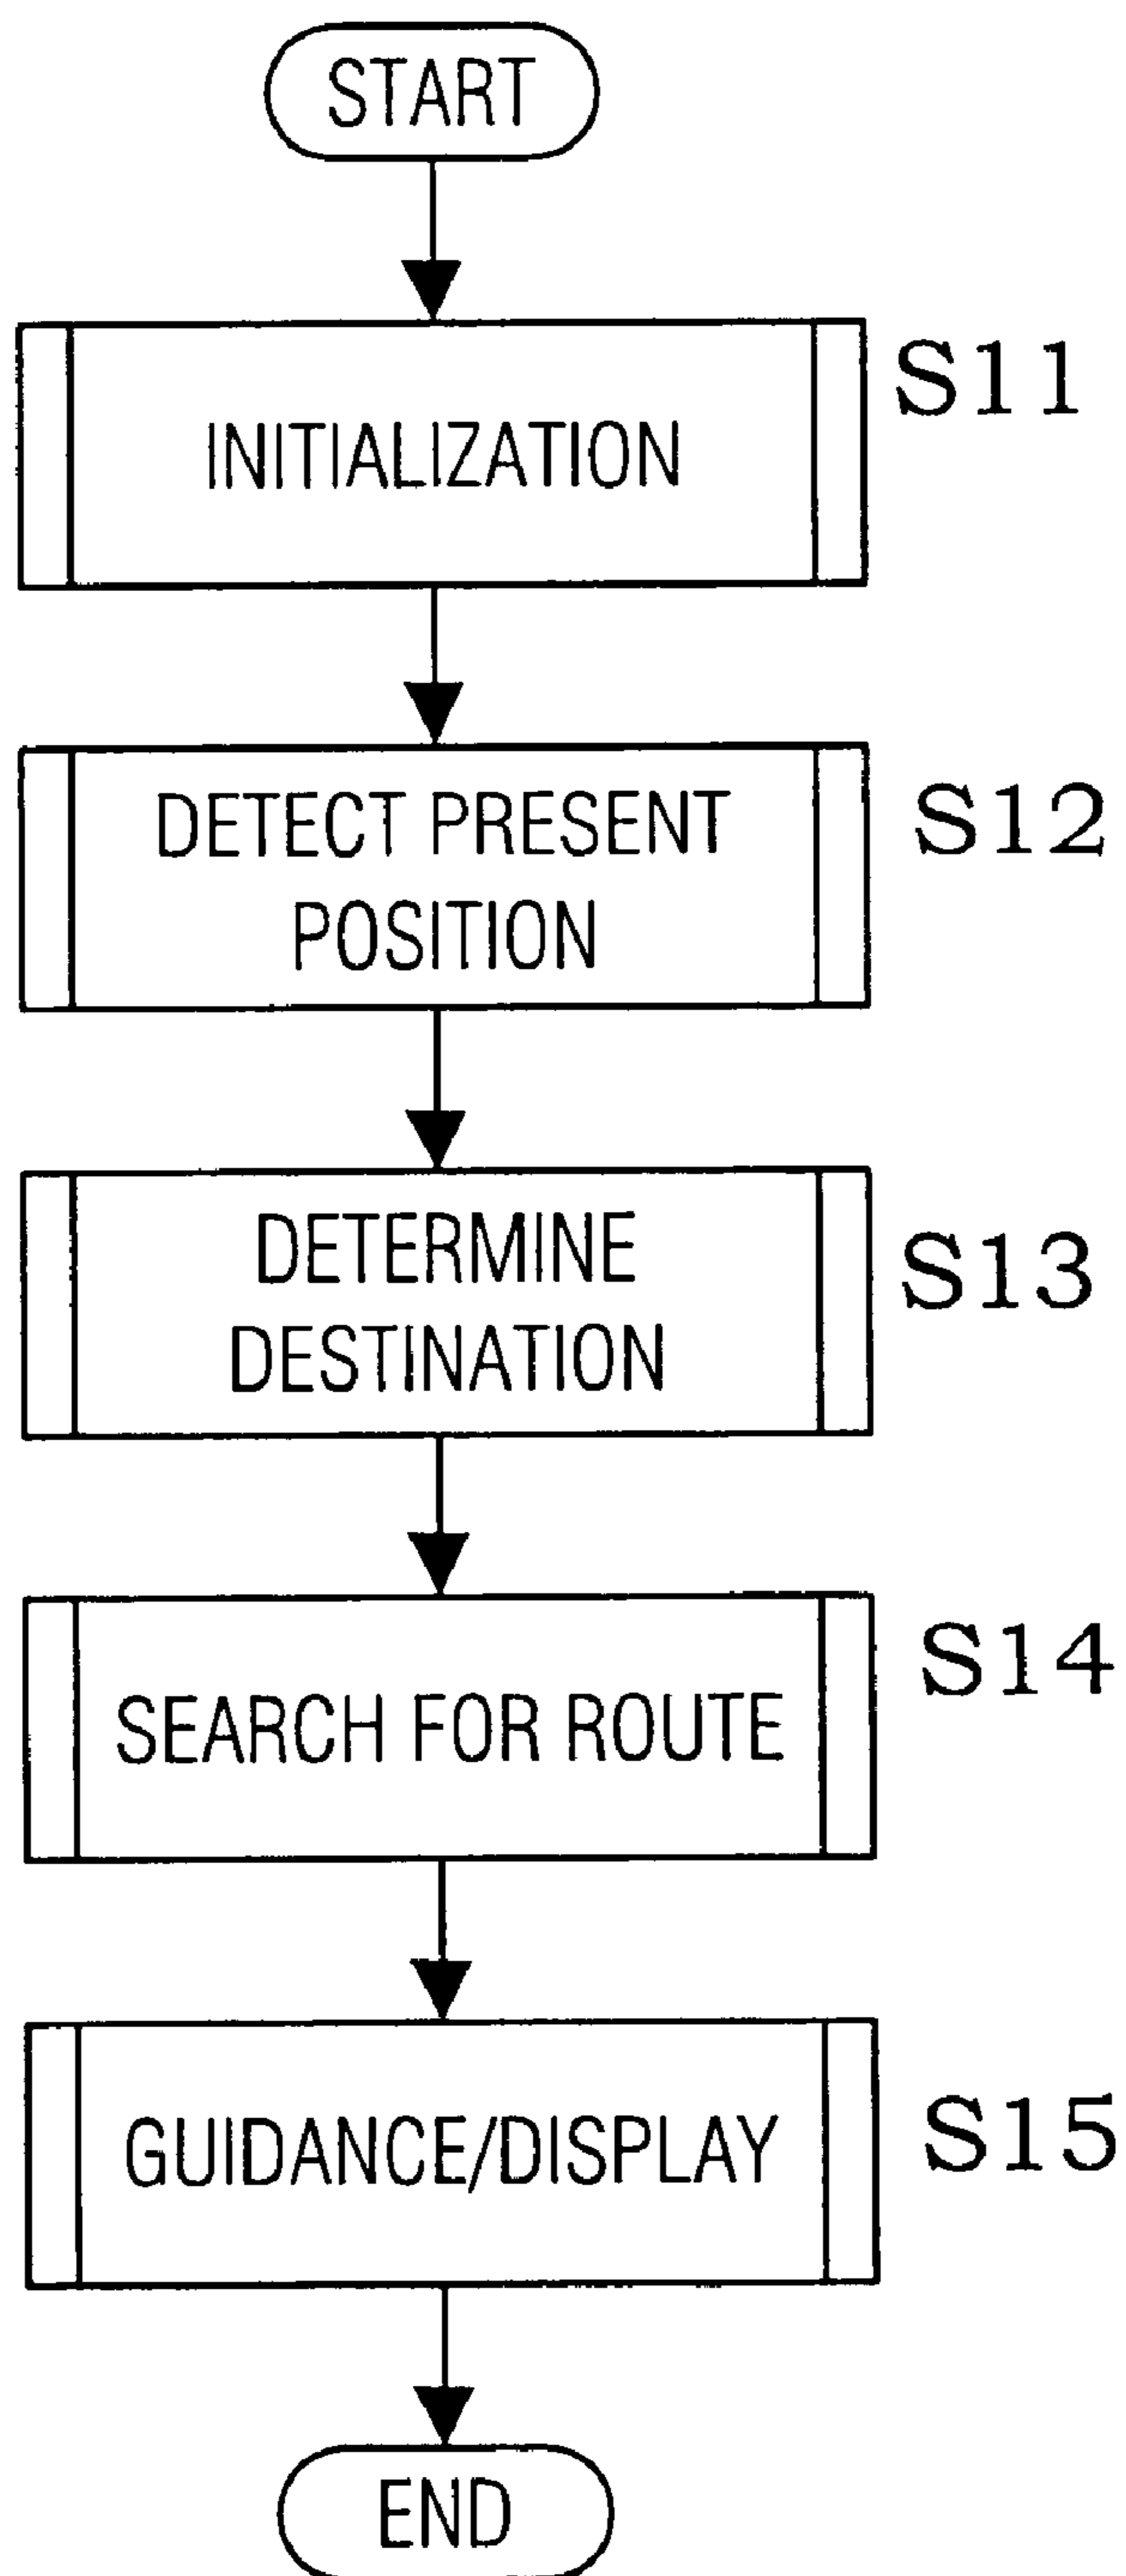 START
INITIALIZATION
S11
DETECT PRESENT
POSITION
S12
DETERMINE
DESTINATION
S13
SEARCH FOR ROUTE
S14
GUIDANCE/DISPLAY
S15
END